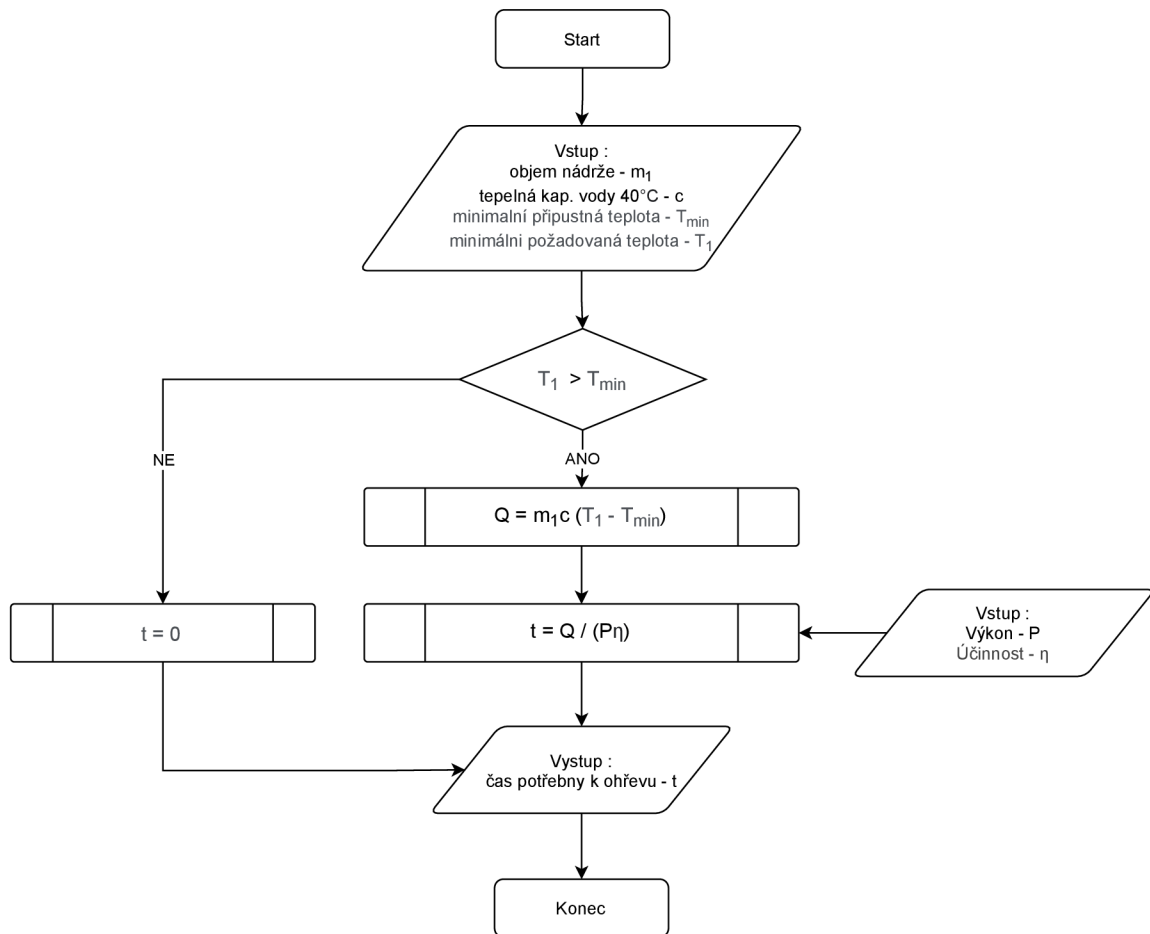 Start
Vstup :
objem nádrže - m₁
tepelná kap. vody 40°C - c
minimalní připustná teplota - Tmin
minimálni požadovaná teplota - T₁
T₁ > Tmin
NE
ANO
Q = m₁c (T₁ - Tmin)
t = 0
t = Q / (Pη)
Vstup :
Výkon - P
Účinnost - η
Vystup :
čas potřebny k ohřevu - t
Konec